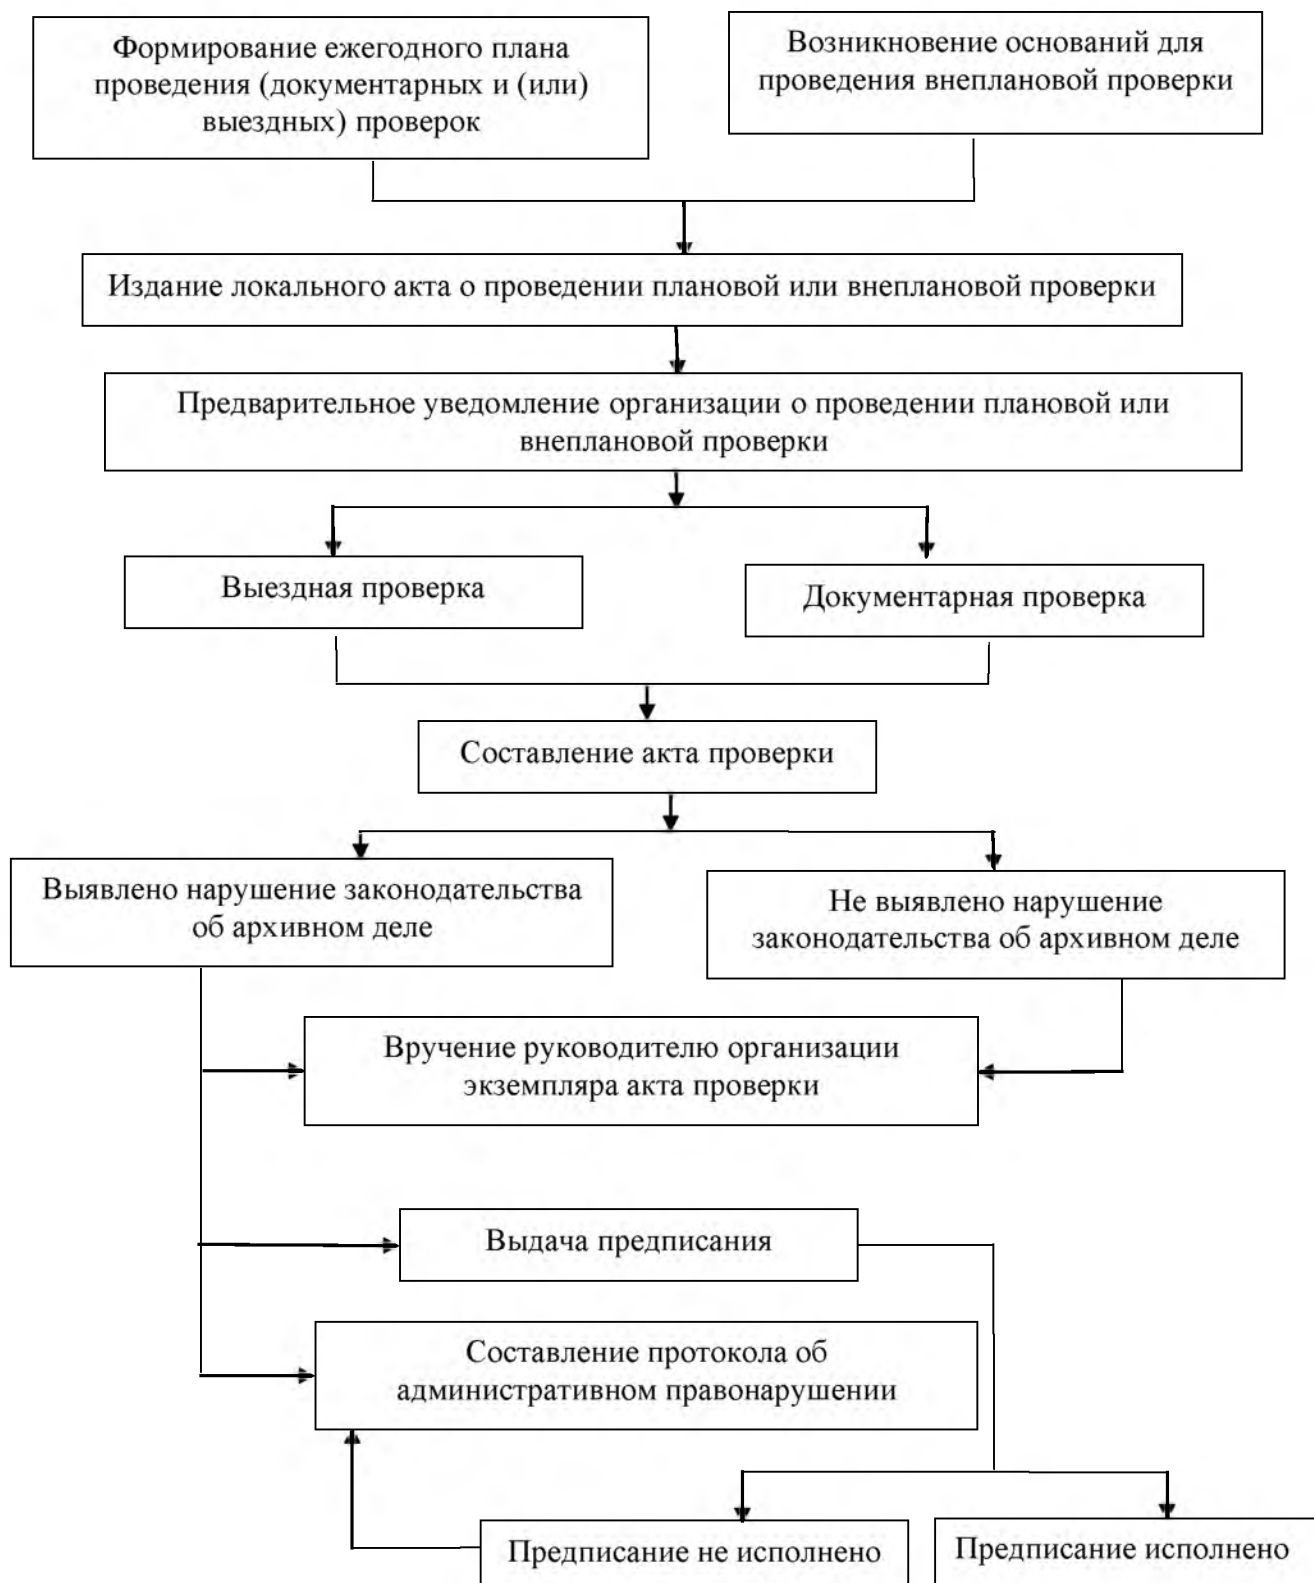 Формирование ежегодного плана
проведения (документарных и (или)
выездных) проверок
Возникновение оснований для
проведения внеплановой проверки
Издание локального акта о проведении плановой или внеплановой проверки
Предварительное уведомление организации о проведении плановой или
внеплановой проверки
Выездная проверка
Документарная проверка
Составление акта проверки
Выявлено нарушение законодательства
об архивном деле
Не выявлено нарушение
законодательства об архивном деле
Вручение руководителю организации
экземпляра акта проверки
Выдача предписания
Составление протокола об
административном правонарушении
Предписание не исполнено
Предписание исполнено